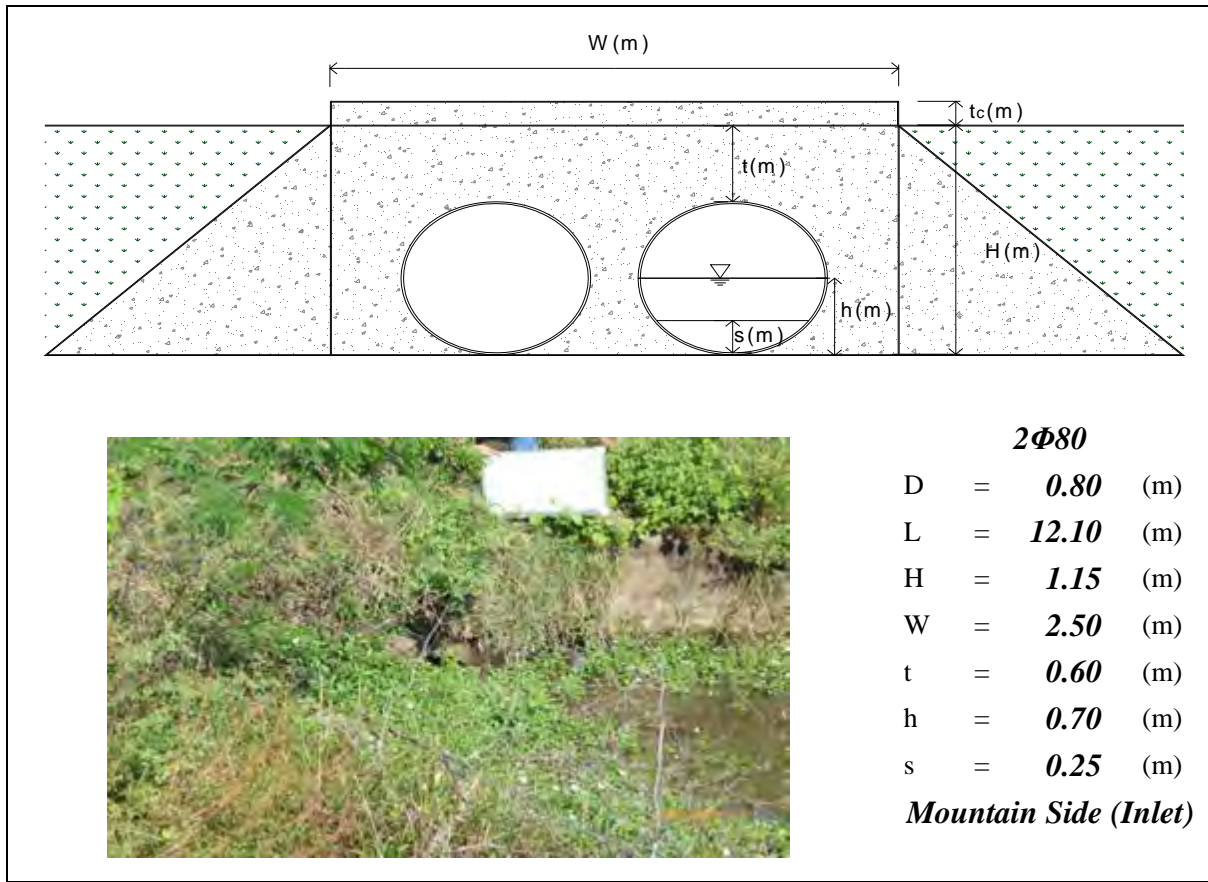 W(m)
tc(m)
t(m)
H(m)
h(m)
s(m)
2Φ80
D = 0.80 (m)
L = 12.10 (m)
H = 1.15 (m)
W = 2.50 (m)
t = 0.60 (m)
h = 0.70 (m)
s = 0.25 (m)
Mountain Side (Inlet)